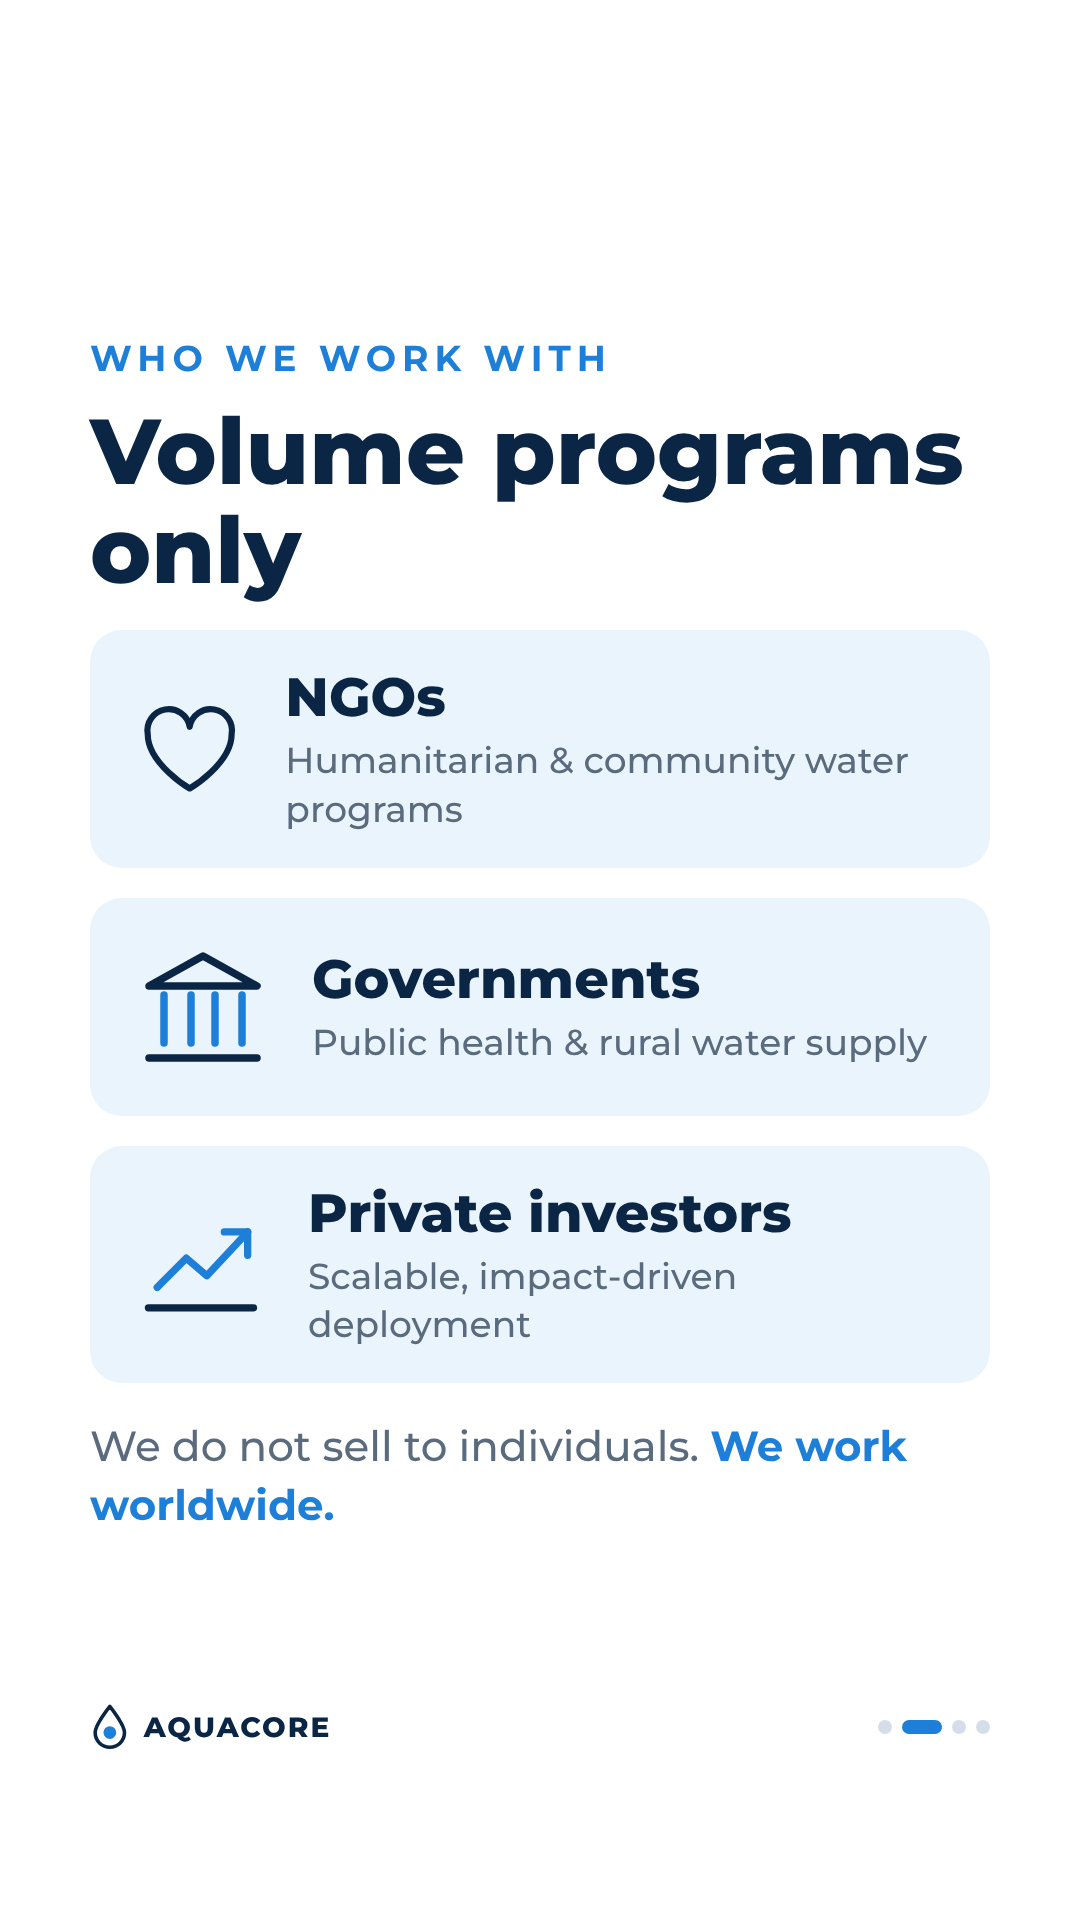 WHO WE WORK WITH
Volume programs
only
NGOs
Humanitarian & community water
programs
Governments
Public health & rural water supply
Private investors
Scalable, impact-driven
deployment
We do not sell to individuals. We work
worldwide.
AQUACORE